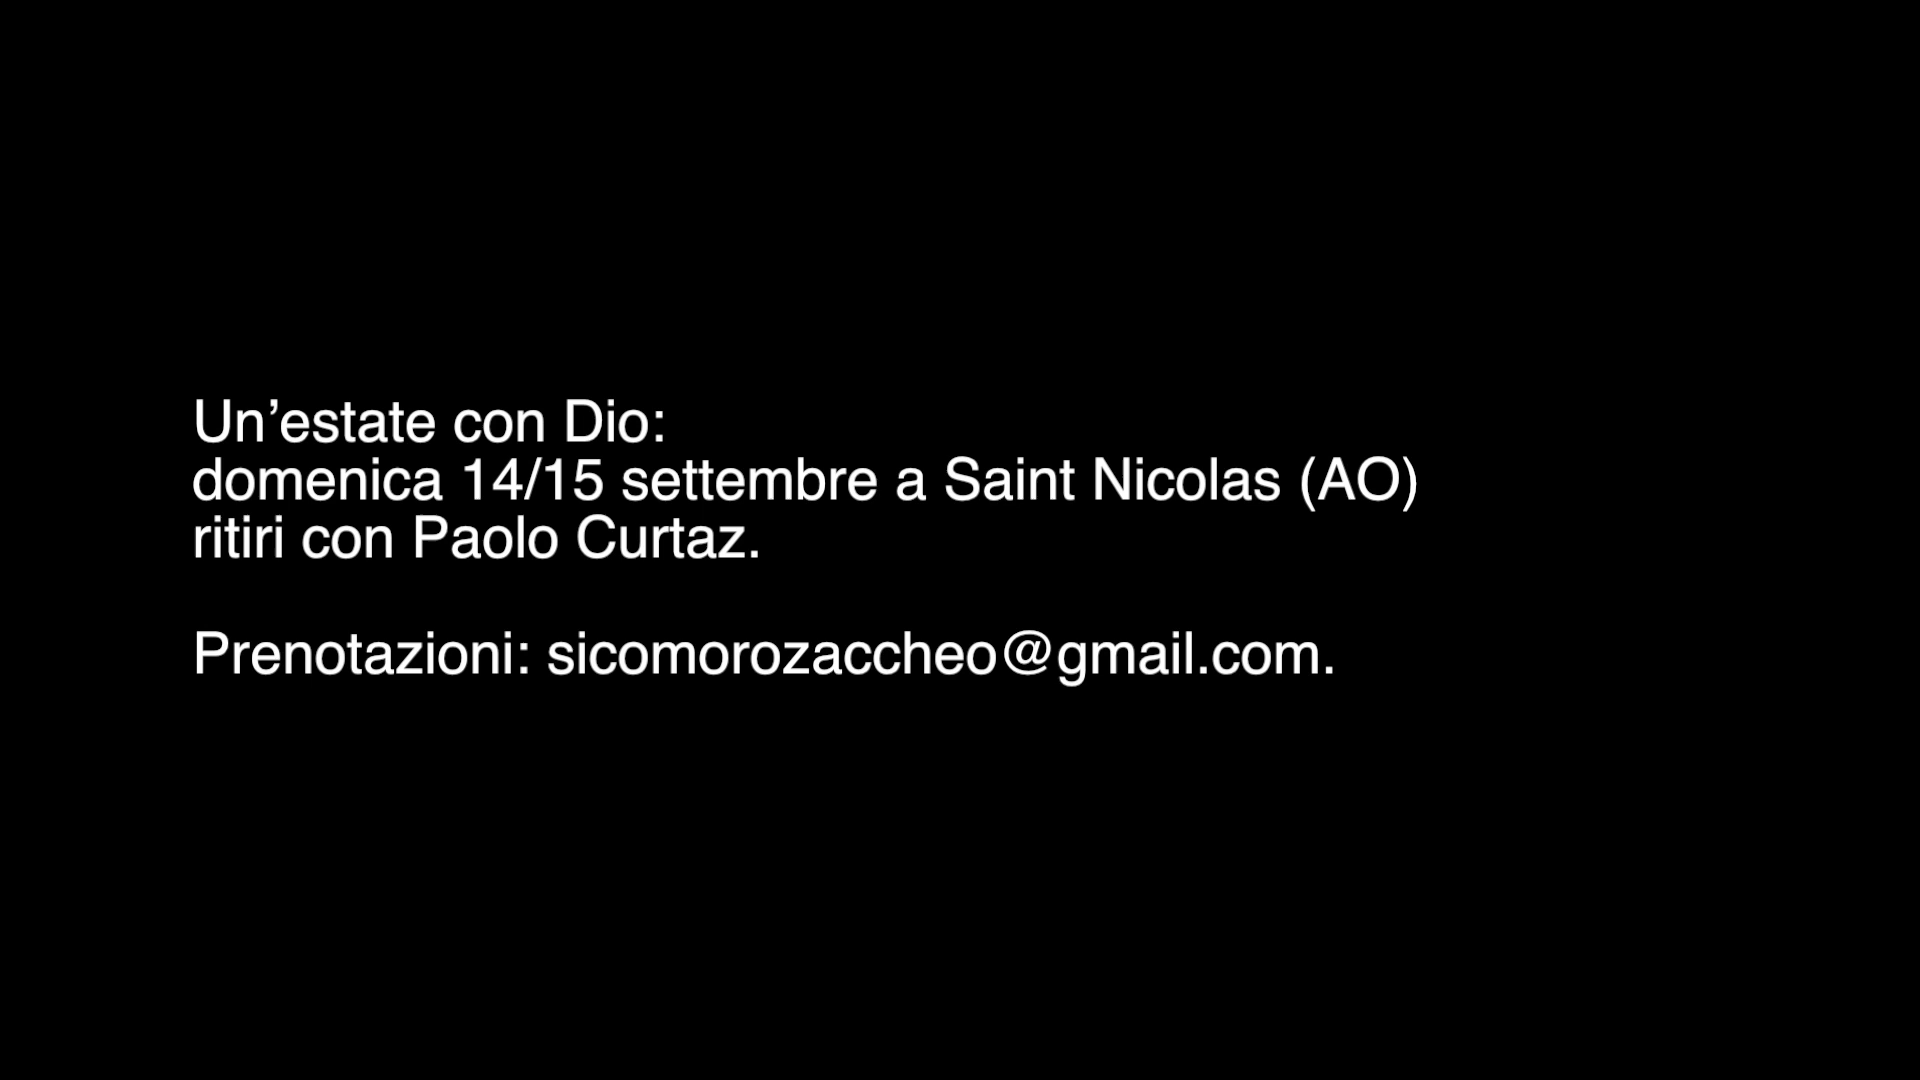 Un’estate con Dio:
domenica 14/15 settembre a Saint Nicolas (AO)
ritiri con Paolo Curtaz.
Prenotazioni: sicomorozaccheo@gmail.com.